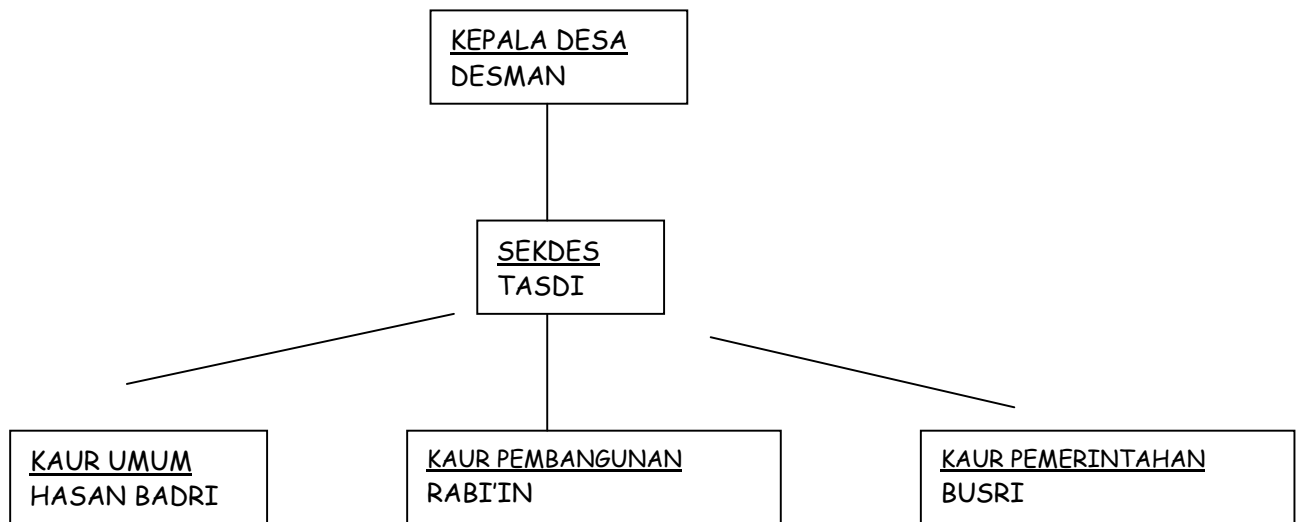 KEPALA DESA
DESMAN
SEKDES
TASDI
KAUR UMUM
HASAN BADRI
KAUR PEMBANGUNAN
RABI'IN
KAUR PEMERINTAHAN
BUSRI